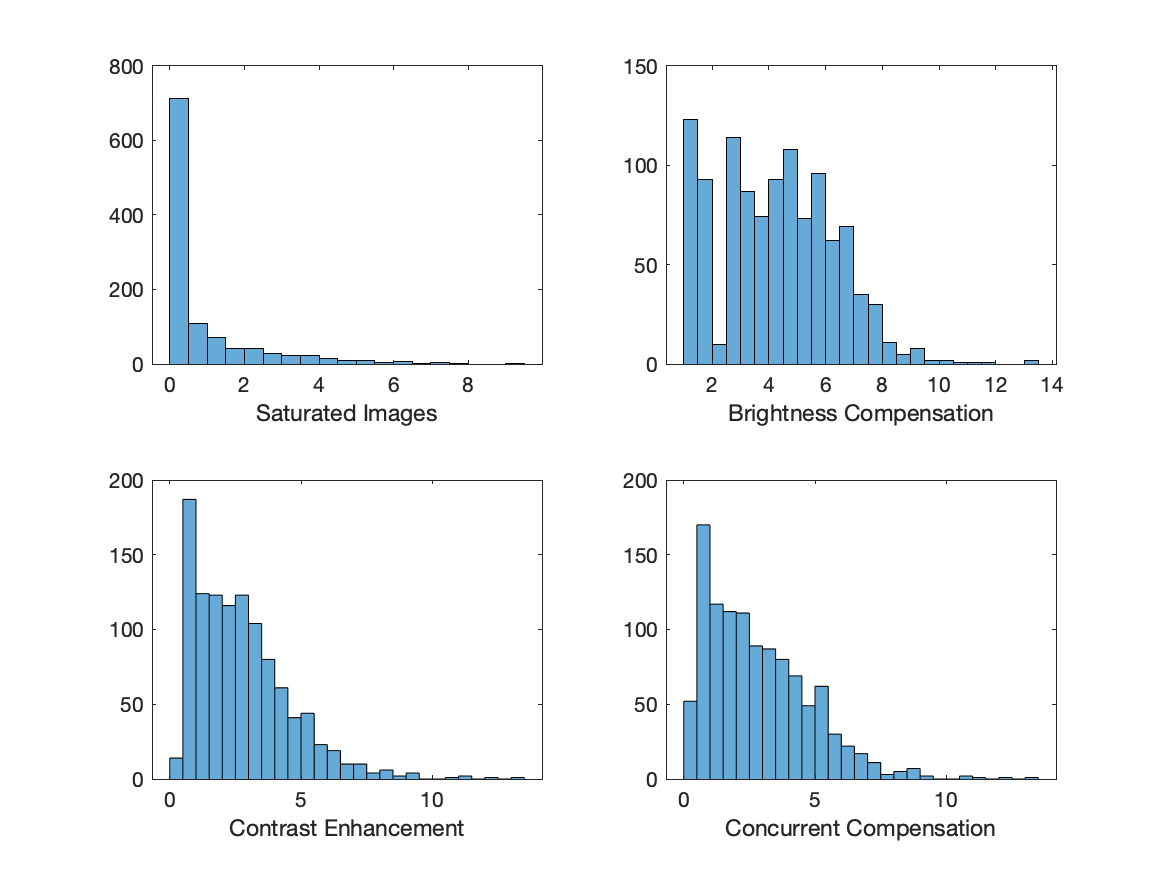 800
600
400
200
0
0 2 4 6 8
Saturated Images
150
100
50
0
2 4 6 8 10 12 14
Brightness Compensation
200
150
100
50
0
0 5 10
Contrast Enhancement
200
150
100
50
0
0 5 10
Concurrent Compensation